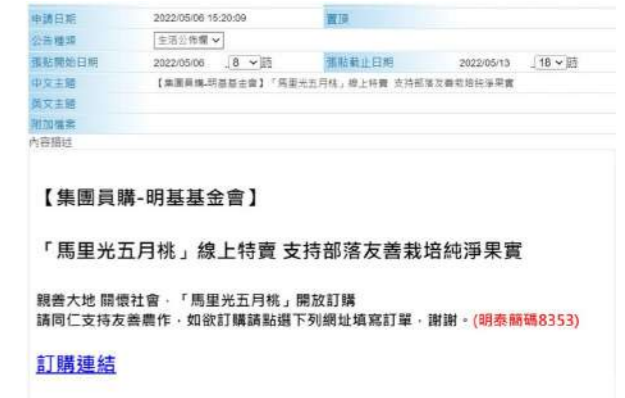 申請日期 2022/05/06 15:20:09 置頂
公告種類 生活公佈欄
張貼開始日期 2022/05/06 8 時 張貼截止日期 2022/05/13 18 時
中文主題 【集團員購-明基基金會】「馬里光五月桃」線上特賣 支持部落友善栽培純淨果實
英文主題
附加檔案
內容描述
【集團員購-明基基金會】
「馬里光五月桃」線上特賣 支持部落友善栽培純淨果實
親善大地 關懷社會，「馬里光五月桃」開放訂購
請同仁支持友善農作，如欲訂購請點選下列網址填寫訂單，謝謝。(明泰簡碼8353)
訂購連結